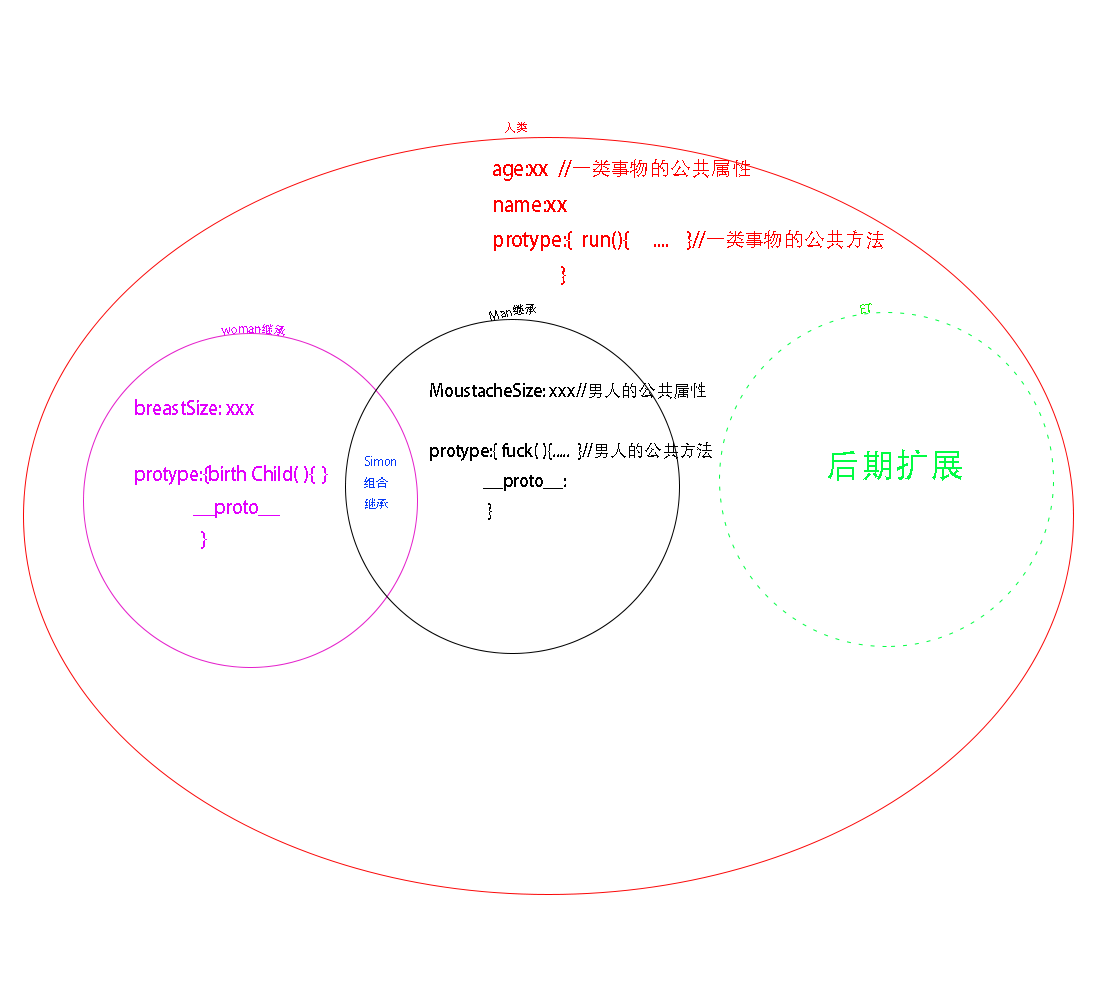 人类
age:xx //一类事物的公共属性
name:xx
protype:{ run(){ .... }//一类事物的公共方法
}
woman继承
breastSize: xxx
protype:{birth Child( ){ }
__proto__
}
Simon
组合
继承
Man继承
MoustacheSize: xxx//男人的公共属性
protype:{ fuck( ){..... }//男人的公共方法
__proto__:
}
ET
后期扩展